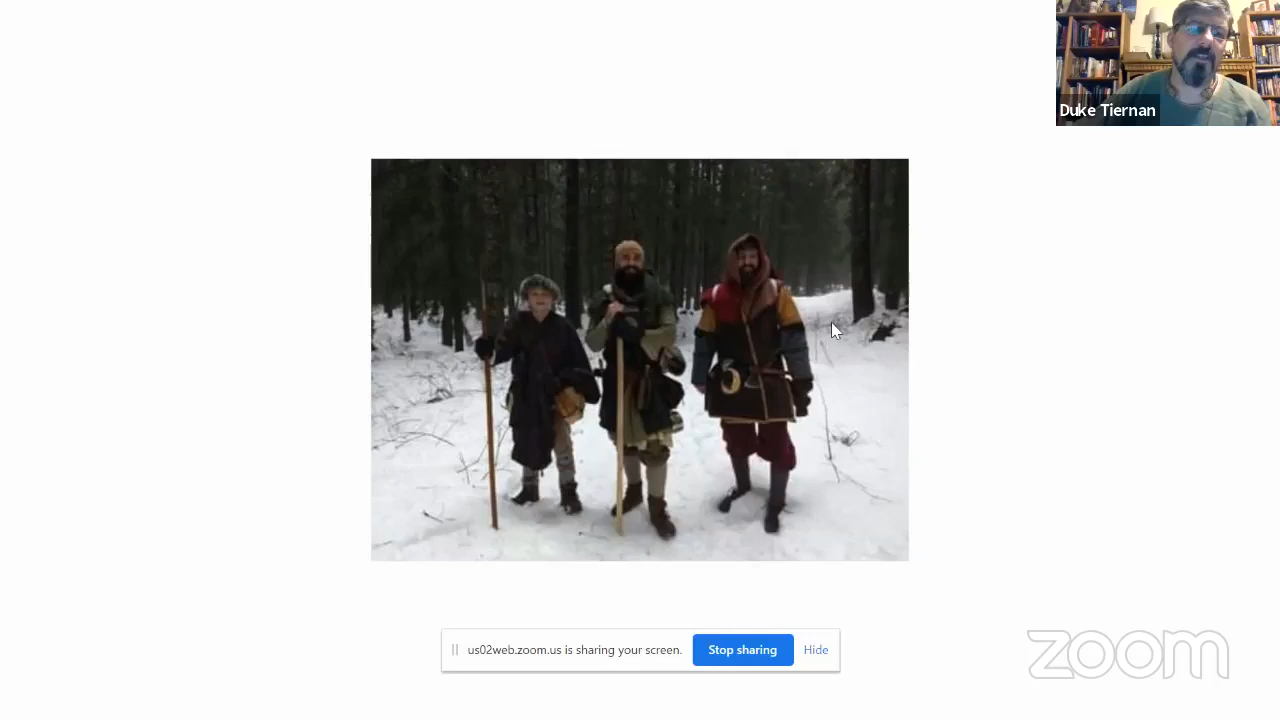 Duke Tiernan
us02web.zoom.us is sharing your screen.
Stop sharing
Hide
zoom